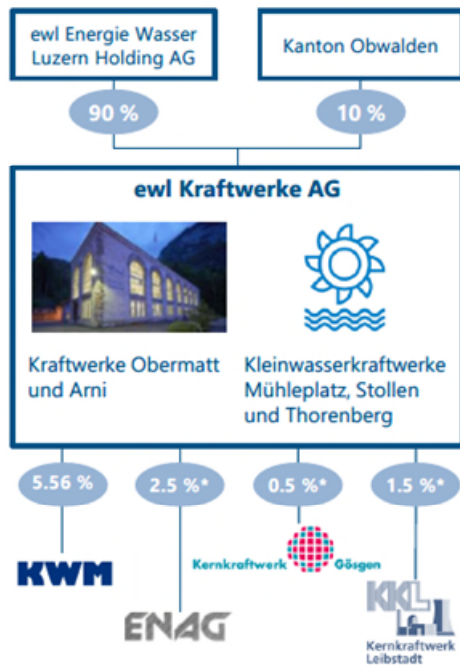 ewl Energie Wasser
Luzern Holding AG
Kanton Obwalden
90 %
10 %
ewl Kraftwerke AG
Kraftwerke Obermatt
und Arni
Kleinwasserkraftwerke
Mühleplatz, Stollen
und Thorenberg
5.56 %
2.5 %*
0.5 %*
1.5 %*
KWM
ENAG
Kernkraftwerk Gösgen
KKL
Kernkraftwerk
Leibstadt